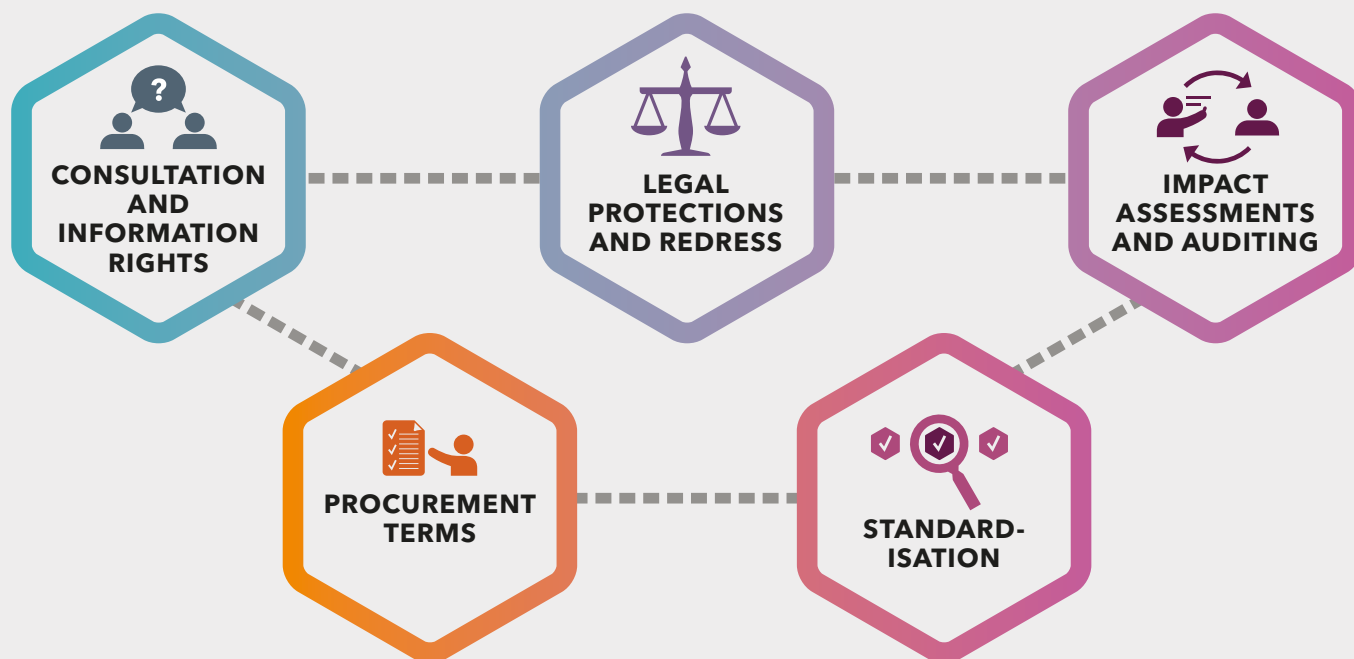 ?
CONSULTATION
AND
INFORMATION
RIGHTS
LEGAL
PROTECTIONS
AND REDRESS
IMPACT
ASSESSMENTS
AND AUDITING
PROCUREMENT
TERMS
STANDARD-
ISATION